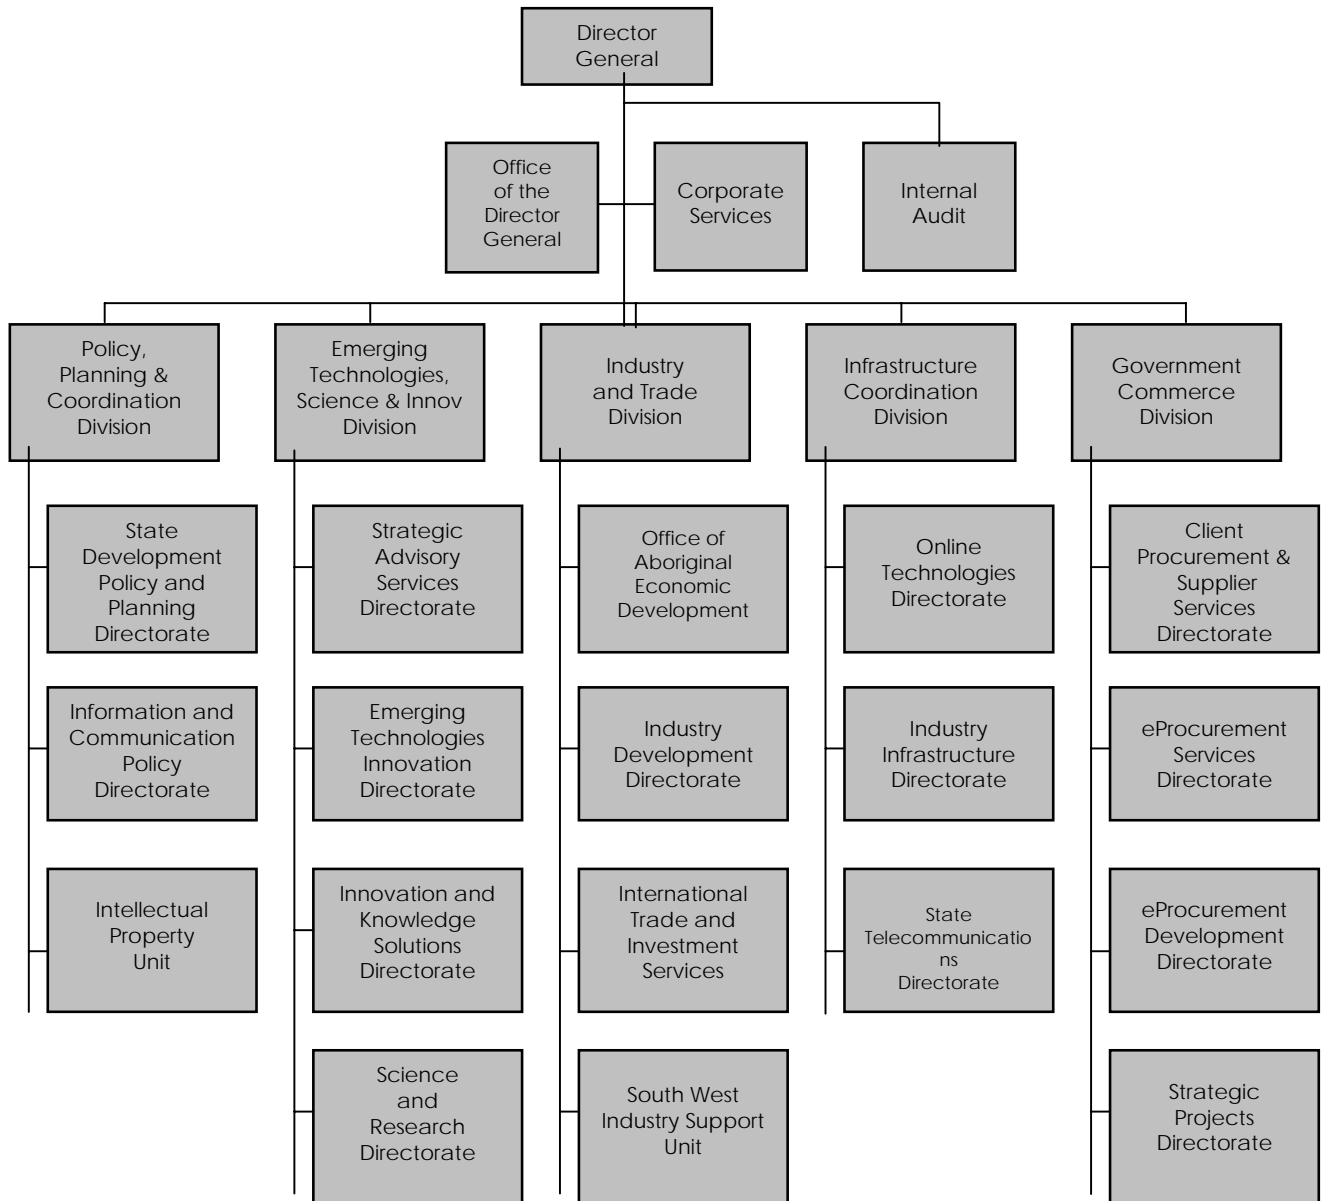 Director
General
Office
of the
Director
General
Corporate
Services
Internal
Audit
Policy,
Planning &
Coordination
Division
Emerging
Technologies,
Science & Innov
Division
Industry
and Trade
Division
Infrastructure
Coordination
Division
Government
Commerce
Division
State
Development
Policy and
Planning
Directorate
Strategic
Advisory
Services
Directorate
Office of
Aboriginal
Economic
Development
Online
Technologies
Directorate
Client
Procurement &
Supplier
Services
Directorate
Information and
Communication
Policy
Directorate
Emerging
Technologies
Innovation
Directorate
Industry
Development
Directorate
Industry
Infrastructure
Directorate
eProcurement
Services
Directorate
Intellectual
Property
Unit
Innovation and
Knowledge
Solutions
Directorate
International
Trade and
Investment
Services
State
Telecommunicatio
ns
Directorate
eProcurement
Development
Directorate
Science
and
Research
Directorate
South West
Industry Support
Unit
Strategic
Projects
Directorate